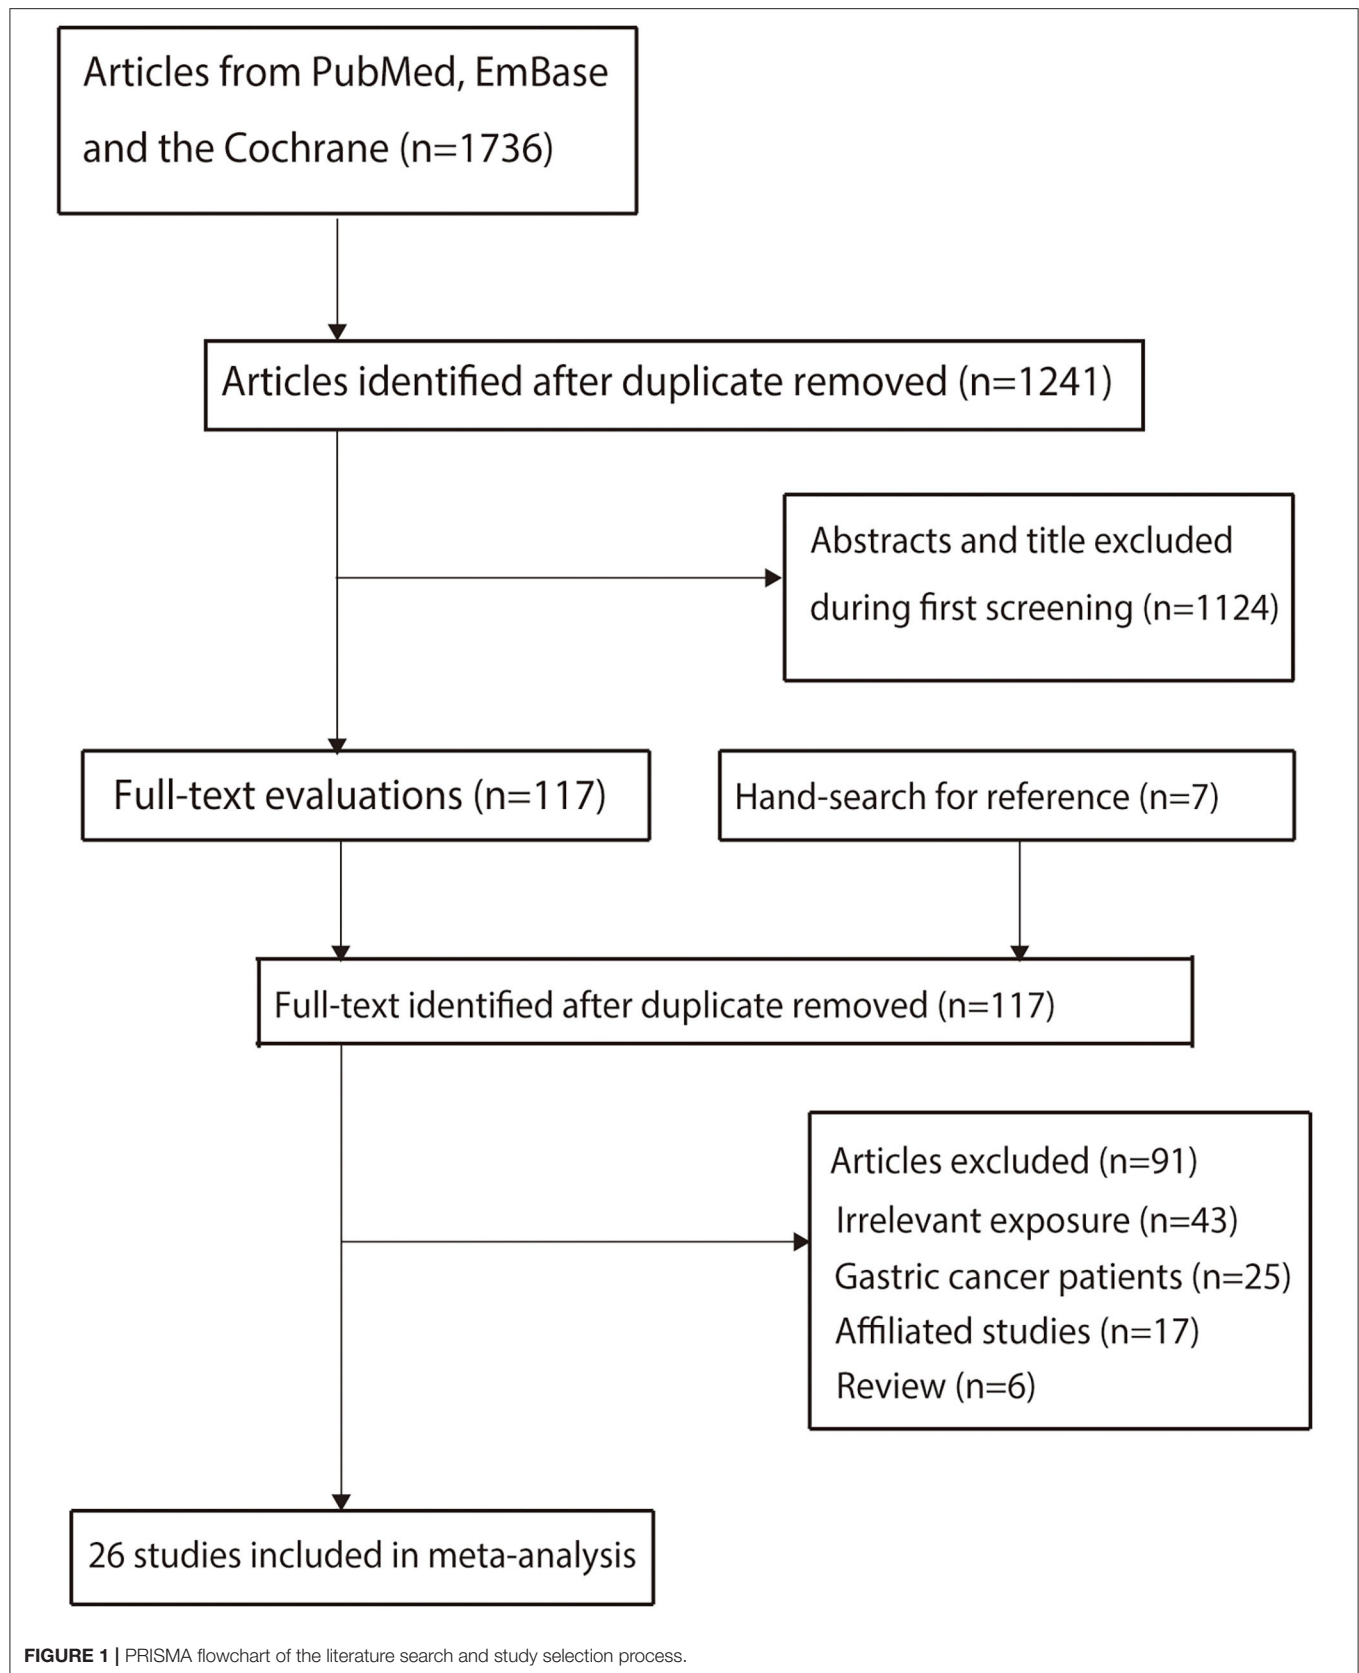 Articles from PubMed, EmBase
and the Cochrane (n=1736)
Articles identified after duplicate removed (n=1241)
Abstracts and title excluded
during first screening (n=1124)
Full-text evaluations (n=117)
Hand-search for reference (n=7)
Full-text identified after duplicate removed (n=117)
Articles excluded (n=91)
Irrelevant exposure (n=43)
Gastric cancer patients (n=25)
Affiliated studies (n=17)
Review (n=6)
26 studies included in meta-analysis
FIGURE 1 | PRISMA flowchart of the literature search and study selection process.